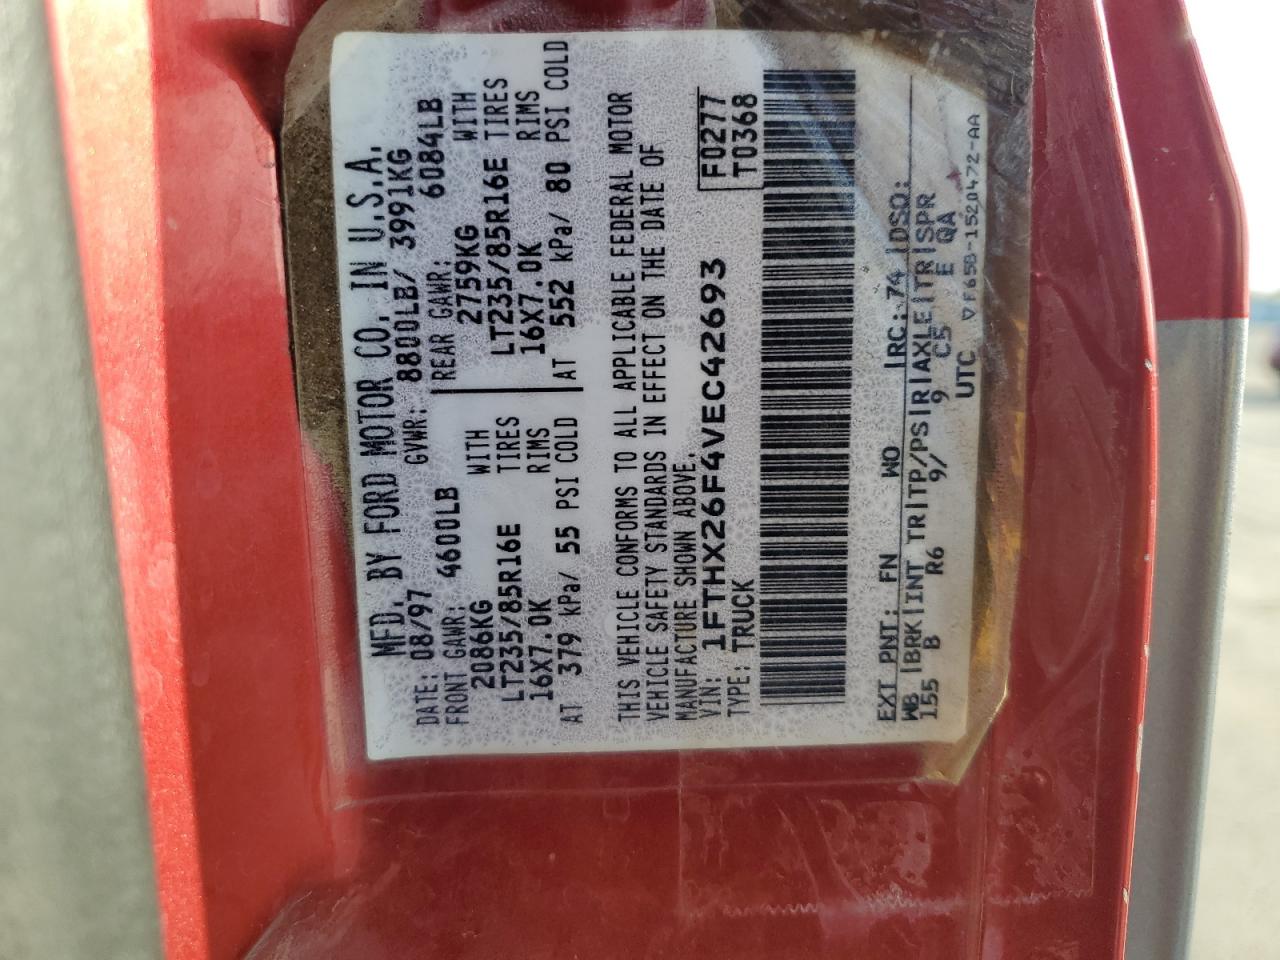 MFD. BY FORD MOTOR CO. IN U.S.A.
DATE: 08/97 GVWR: 8800LB/ 3991KG
FRONT GAWR: 4600LB REAR GAWR: 6084LB
2086KG WITH 2759KG WITH
LT235/85R16E TIRES LT235/85R16E TIRES
16X7.0K RIMS 16X7.0K RIMS
AT 379 kPa/ 55 PSI COLD AT 552 kPa/ 80 PSI COLD
THIS VEHICLE CONFORMS TO ALL APPLICABLE FEDERAL MOTOR
VEHICLE SAFETY STANDARDS IN EFFECT ON THE DATE OF
MANUFACTURE SHOWN ABOVE.
VIN: 1FTHX26F4VEC42693 F0277
TYPE: TRUCK T0368
EXT PNT: FN WO RC: 74 DSO:
WB BRK INT TR TP/PS R AXLE TR SPR
155 B R6 9/ 9 C5 E QA
UTC ▽F65B-1520472-AA